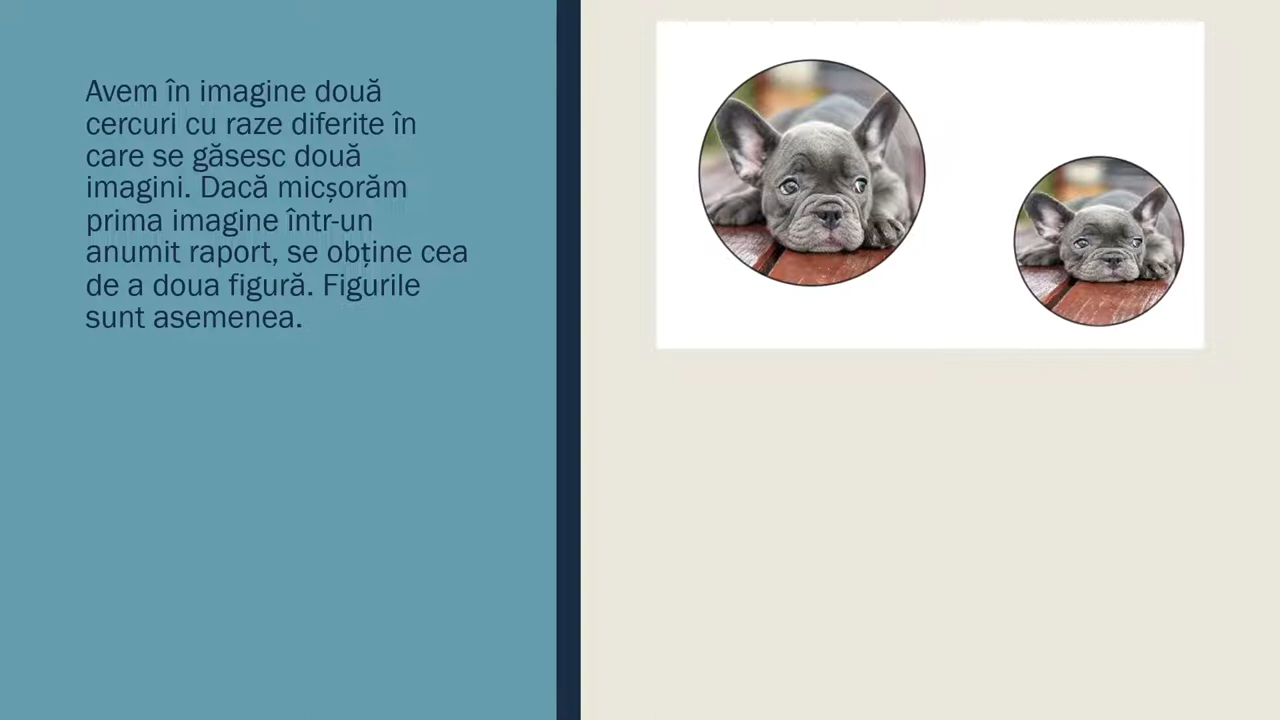 Avem în imagine două
cercuri cu raze diferite în
care se găsesc două
imagini. Dacă micșorăm
prima imagine într-un
anumit raport, se obține cea
de a doua figură. Figurile
sunt asemenea.